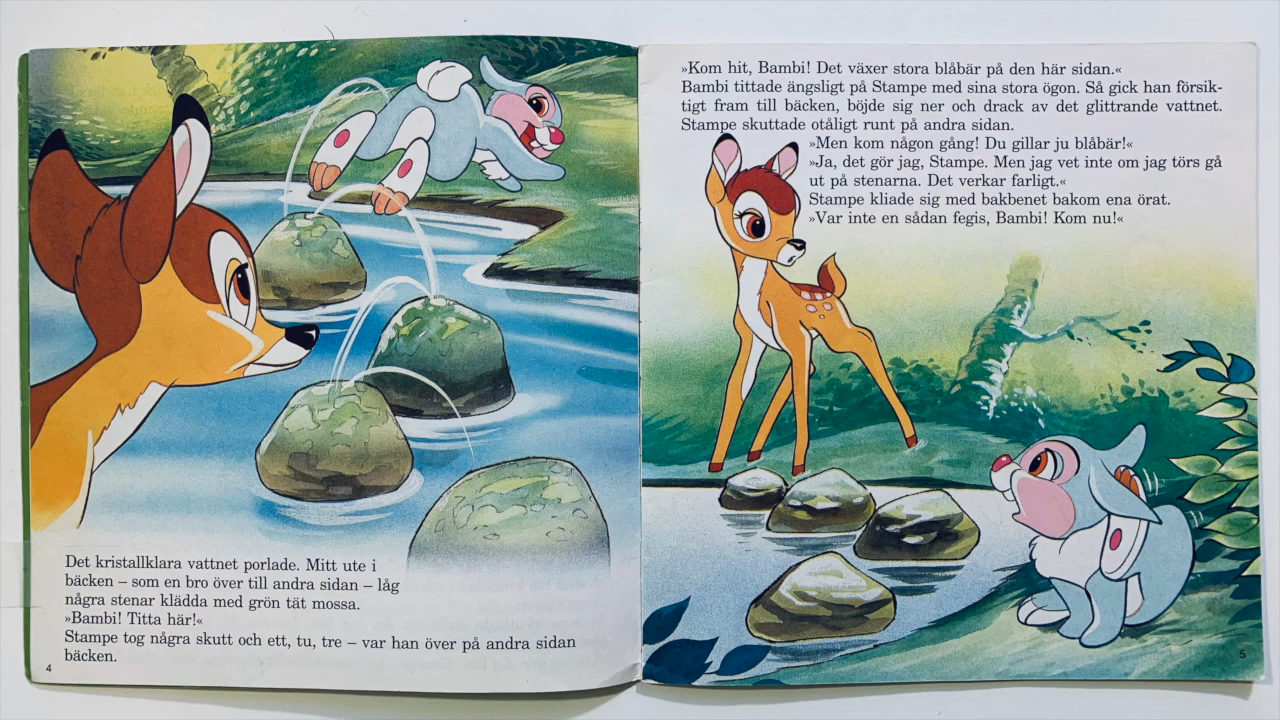 Det kristallklara vattnet porlade. Mitt ute i
bäcken – som en bro över till andra sidan – låg
några stenar klädda med grön tät mossa.
»Bambi! Titta här!«
Stampe tog några skutt och ett, tu, tre – var han över på andra sidan
bäcken.
4
»Kom hit, Bambi! Det växer stora blåbär på den här sidan.«
Bambi tittade ängsligt på Stampe med sina stora ögon. Så gick han försik-
tigt fram till bäcken, böjde sig ner och drack av det glittrande vattnet.
Stampe skuttade otåligt runt på andra sidan.
»Men kom någon gång! Du gillar ju blåbär!«
»Ja, det gör jag, Stampe. Men jag vet inte om jag törs gå
ut på stenarna. Det verkar farligt.«
Stampe kliade sig med bakbenet bakom ena örat.
»Var inte en sådan fegis, Bambi! Kom nu!«
5